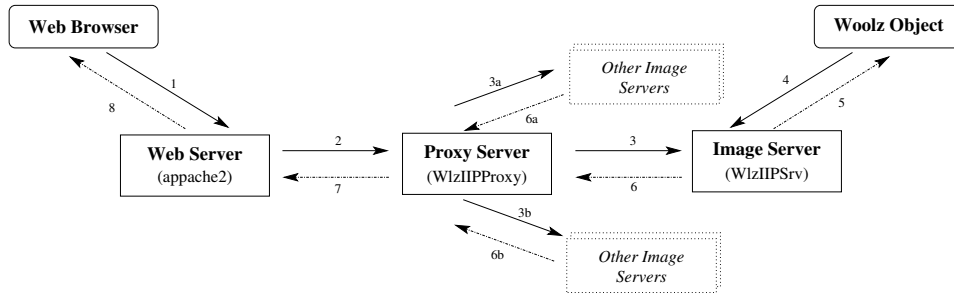 Web Browser
Woolz Object
1
8
3a
Other Image
Servers
6a
4
5
Web Server
(appache2)
2
7
Proxy Server
(WlzIIPProxy)
3
6
Image Server
(WlzIIPSrv)
3b
6b
Other Image
Servers